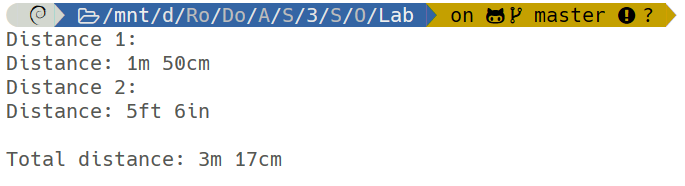 /mnt/d/Ro/Do/A/S/3/S/O/Lab on master ?
Distance 1:
Distance: 1m 50cm
Distance 2:
Distance: 5ft 6in
Total distance: 3m 17cm